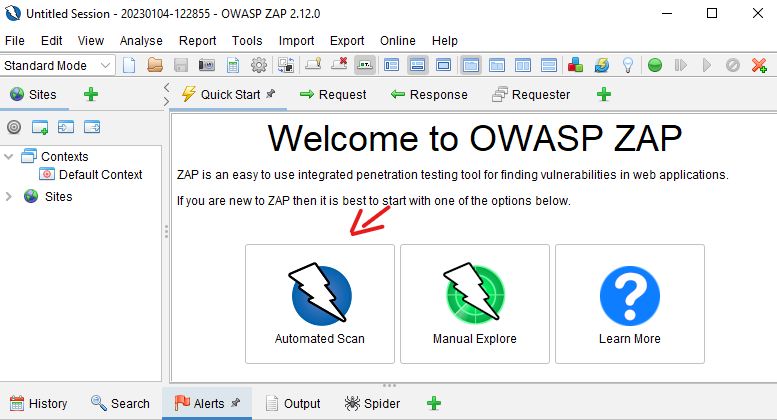 Untitled Session - 20230104-122855 - OWASP ZAP 2.12.0
File Edit View Analyse Report Tools Import Export Online Help
Standard Mode
Sites
Quick Start Request Response Requester
Contexts
Default Context
Sites
Welcome to OWASP ZAP
ZAP is an easy to use integrated penetration testing tool for finding vulnerabilities in web applications.
If you are new to ZAP then it is best to start with one of the options below.
Automated Scan Manual Explore Learn More
History Search Alerts Output Spider